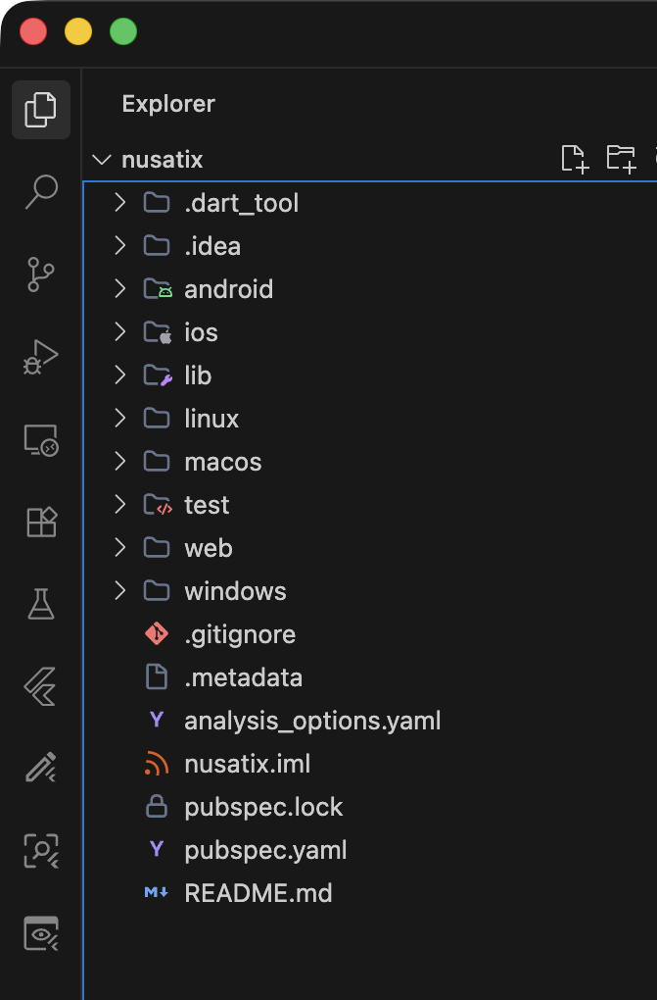 Explorer
nusatix
.dart_tool
.idea
android
ios
lib
linux
macos
test
web
windows
.gitignore
.metadata
analysis_options.yaml
nusatix.iml
pubspec.lock
pubspec.yaml
README.md